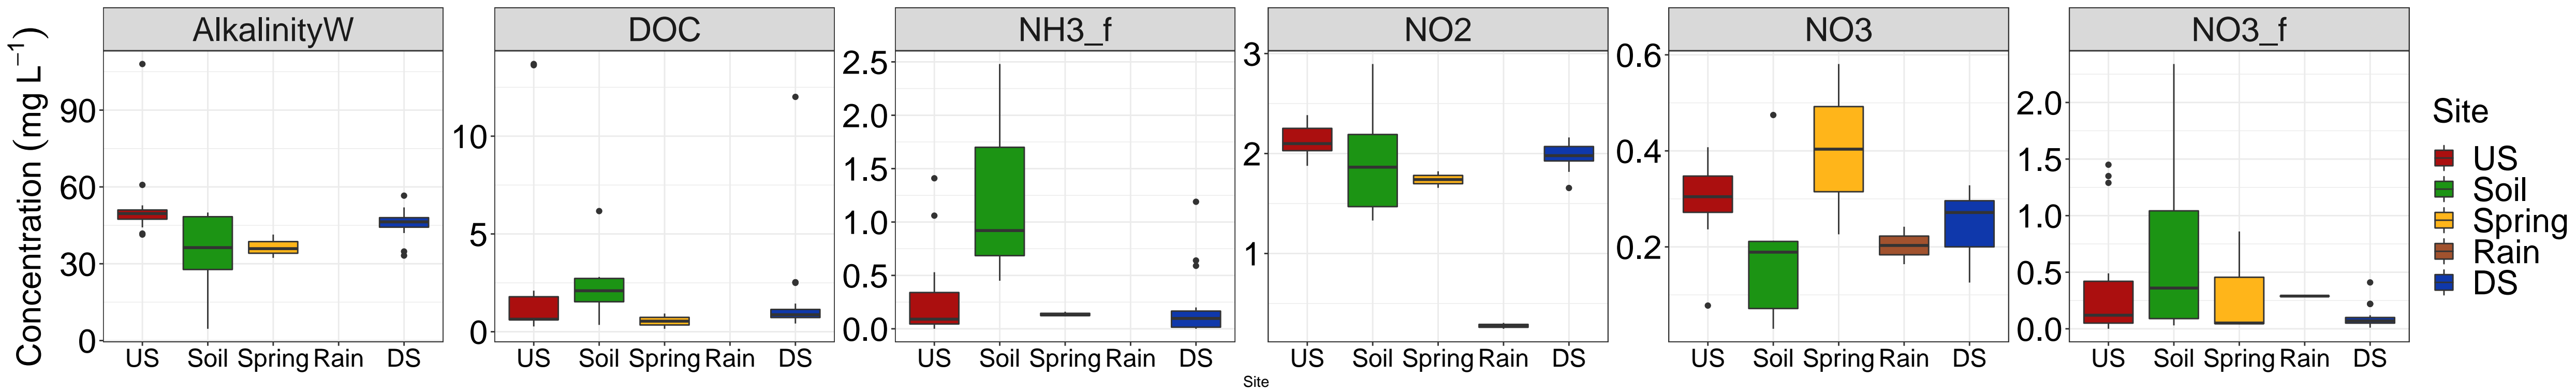 AlkalinityW DOC NH3_f NO2 NO3 NO3_f
Concentration (mg L⁻¹)
90
60
30
0
US Soil Spring Rain DS
10
5
0
US Soil Spring Rain DS
2.5
2.0
1.5
1.0
0.5
0.0
US Soil Spring Rain DS
3
2
1
US Soil Spring Rain DS
0.6
0.4
0.2
US Soil Spring Rain DS
2.0
1.5
1.0
0.5
0.0
US Soil Spring Rain DS
Site
Site
US
Soil
Spring
Rain
DS